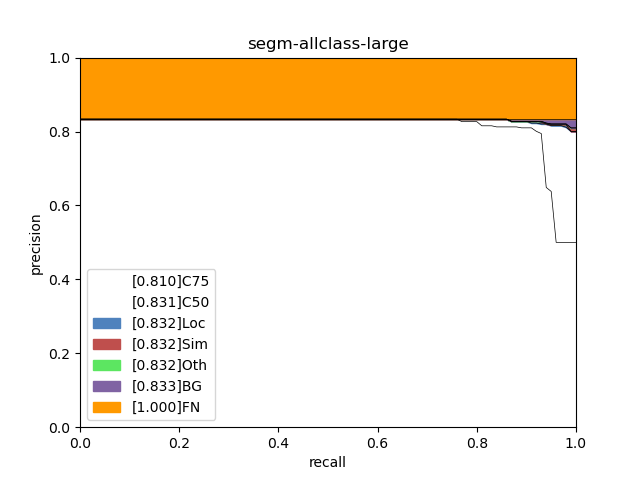 segm-allclass-large
1.0
0.8
0.6
0.4
0.2
0.0
precision
[0.810]C75
[0.831]C50
[0.832]Loc
[0.832]Sim
[0.832]Oth
[0.833]BG
[1.000]FN
0.0 0.2 0.4 0.6 0.8 1.0
recall